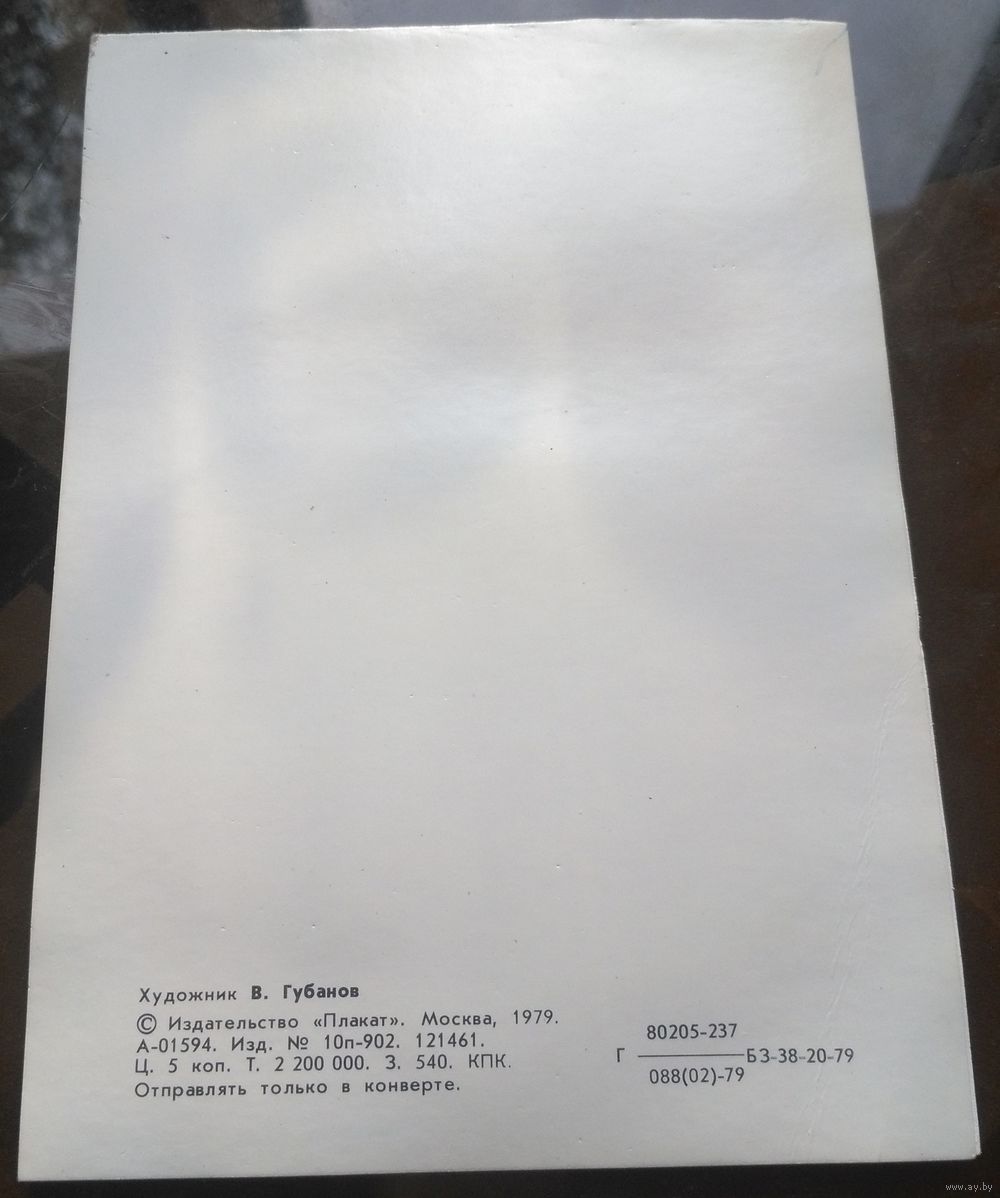 Художник В. Губанов
© Издательство «Плакат». Москва, 1979.
А-01594. Изд. № 10п-902. 121461.
Ц. 5 коп. Т. 2 200 000. З. 540. КПК.
Отправлять только в конверте.
80205-237
Г ————— БЗ-38-20-79
088(02)-79
www.ay.by